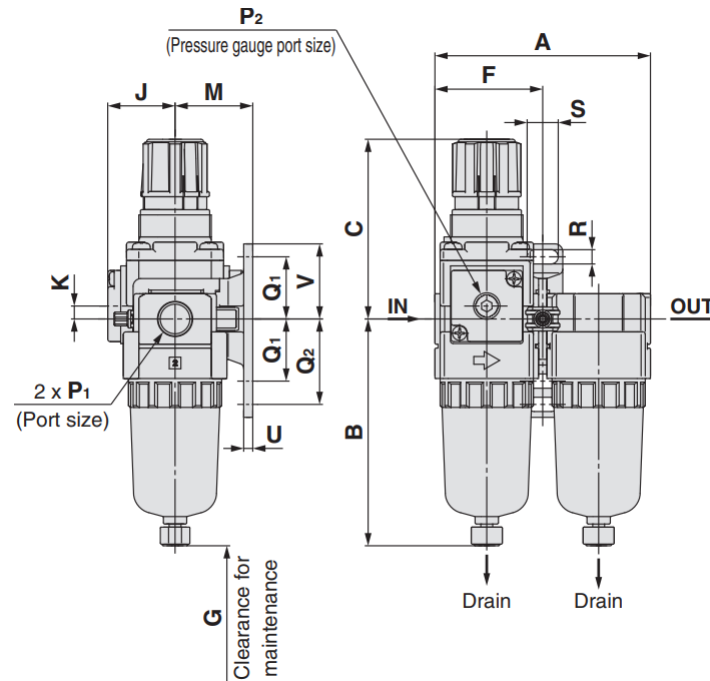 P2
(Pressure gauge port size)
A
J
M
F
S
C
R
K
Q1
V
IN
OUT
Q1
Q2
2
2 x P1
(Port size)
U
B
G
Clearance for
maintenance
Drain
Drain